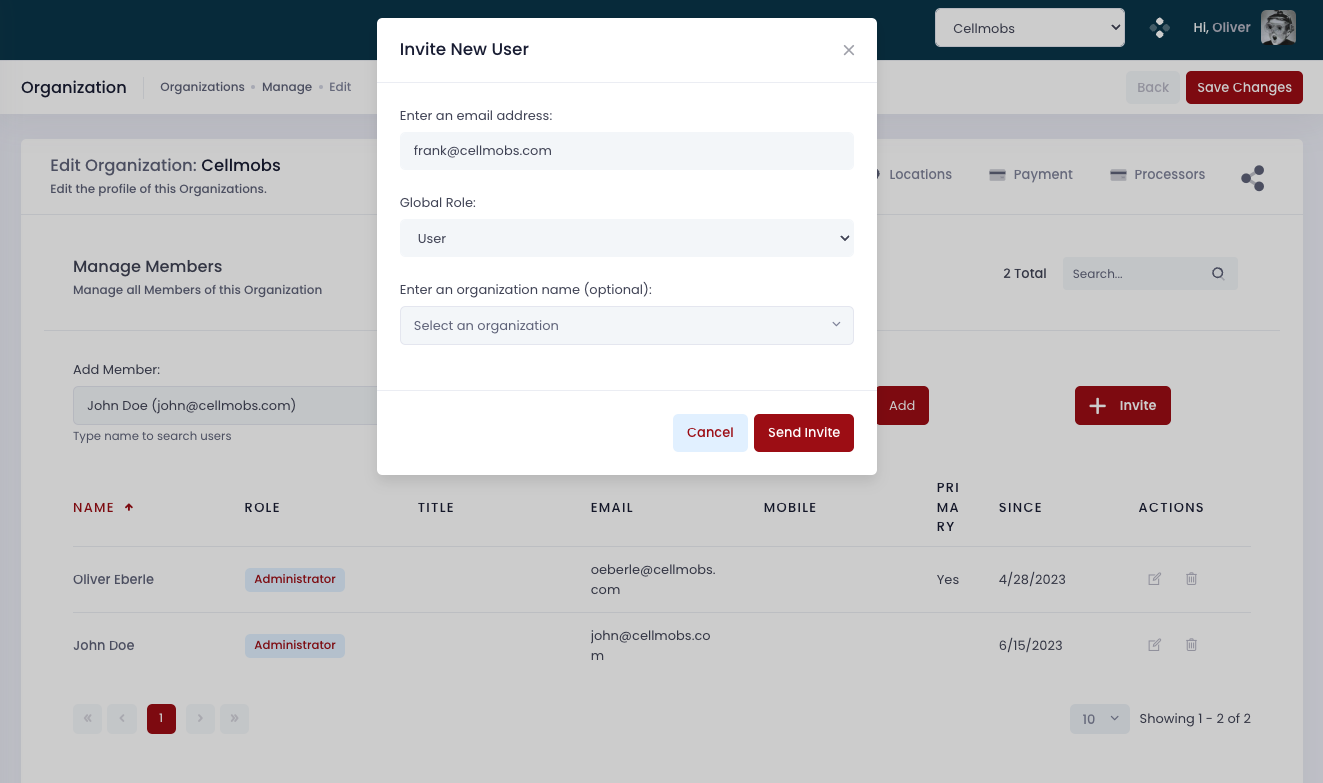 Cellmobs
Hi, Oliver
Invite New User
Organization
Organizations • Manage • Edit
Back
Save Changes
Enter an email address:
frank@cellmobs.com
Edit Organization: Cellmobs
Edit the profile of this Organizations.
Locations
Payment
Processors
Global Role:
User
Manage Members
Manage all Members of this Organization
2 Total
Search...
Enter an organization name (optional):
Select an organization
Add Member:
John Doe (john@cellmobs.com)
Type name to search users
Add
Invite
Cancel
Send Invite
NAME
ROLE
TITLE
EMAIL
MOBILE
PRI
MA
RY
SINCE
ACTIONS
Oliver Eberle
Administrator
oeberle@cellmobs.
com
Yes
4/28/2023
John Doe
Administrator
john@cellmobs.co
m
6/15/2023
«
‹
1
›
»
10
Showing 1 - 2 of 2